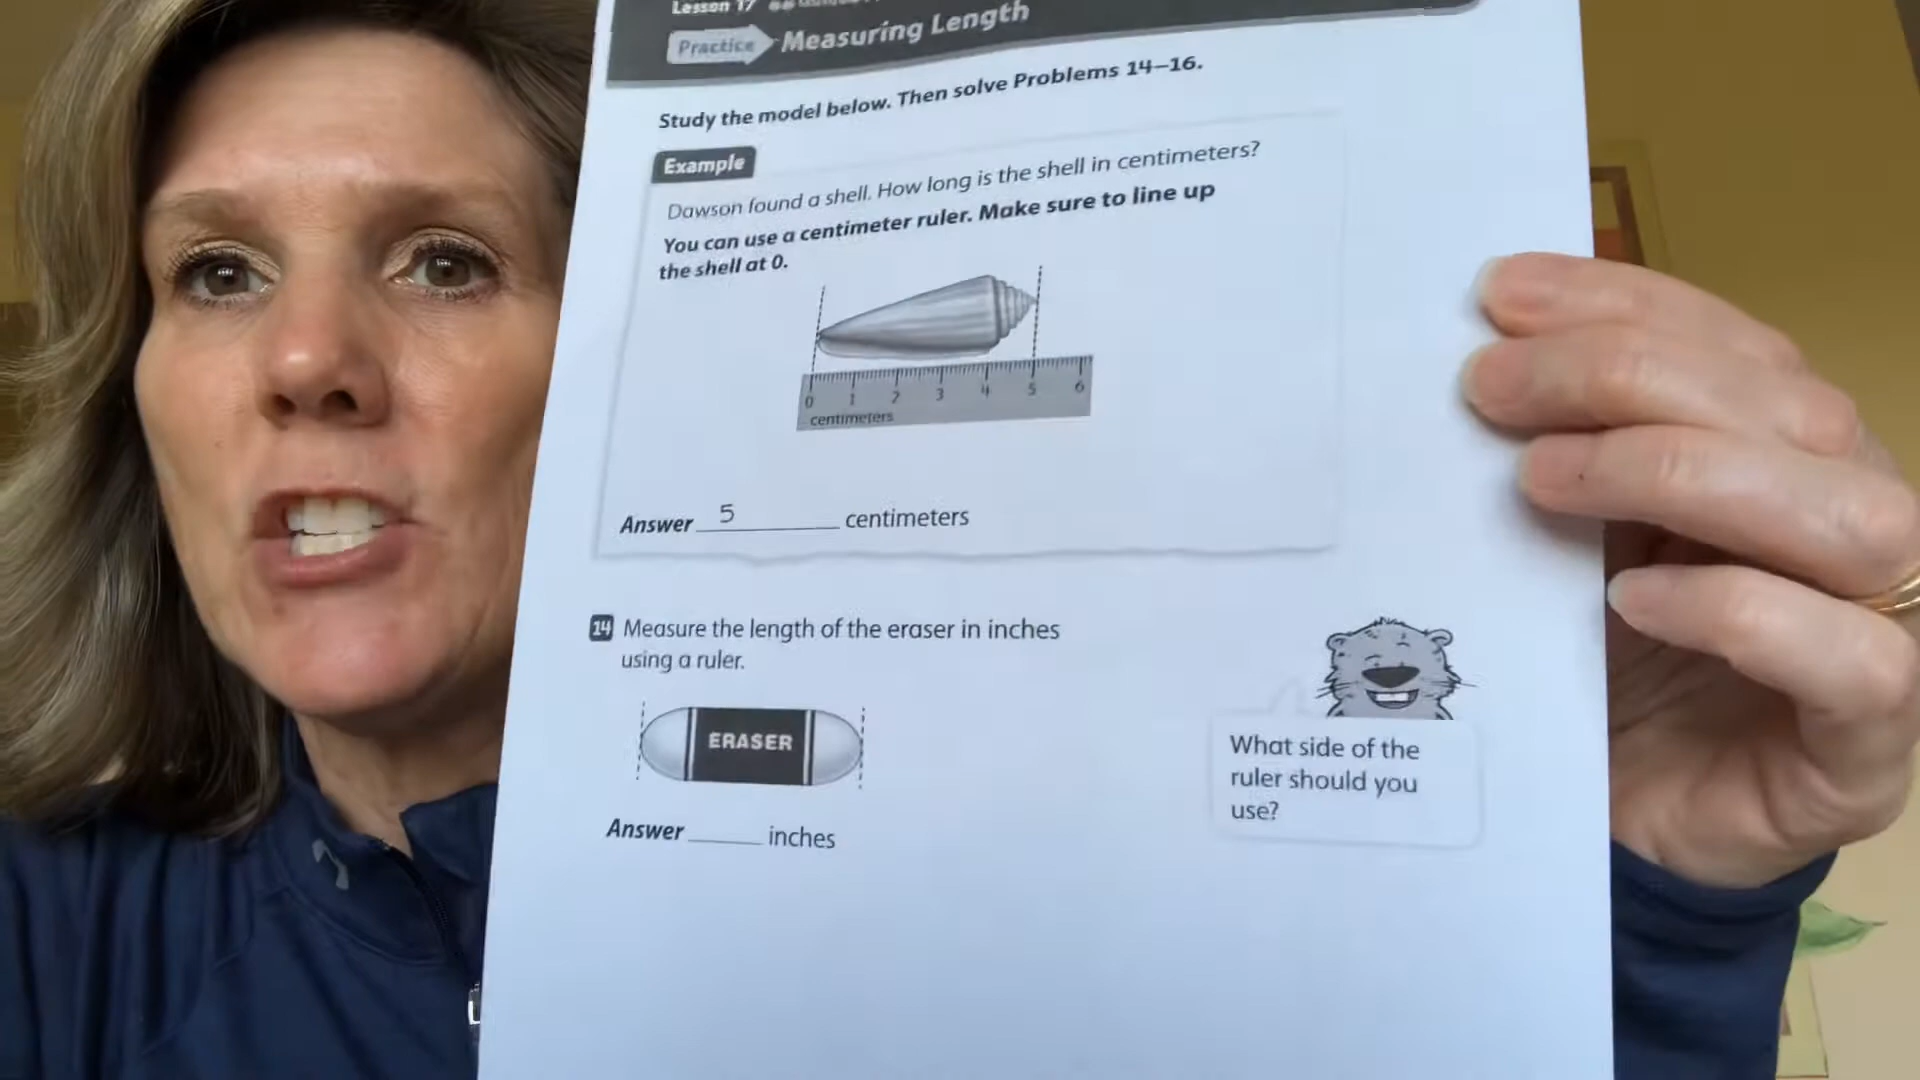 Lesson 17
Practice Measuring Length
Study the model below. Then solve Problems 14–16.
Example
Dawson found a shell. How long is the shell in centimeters?
You can use a centimeter ruler. Make sure to line up
the shell at 0.
0 1 2 3 4 5 6
centimeters
Answer 5 centimeters
14 Measure the length of the eraser in inches
using a ruler.
ERASER
Answer ____ inches
What side of the
ruler should you
use?